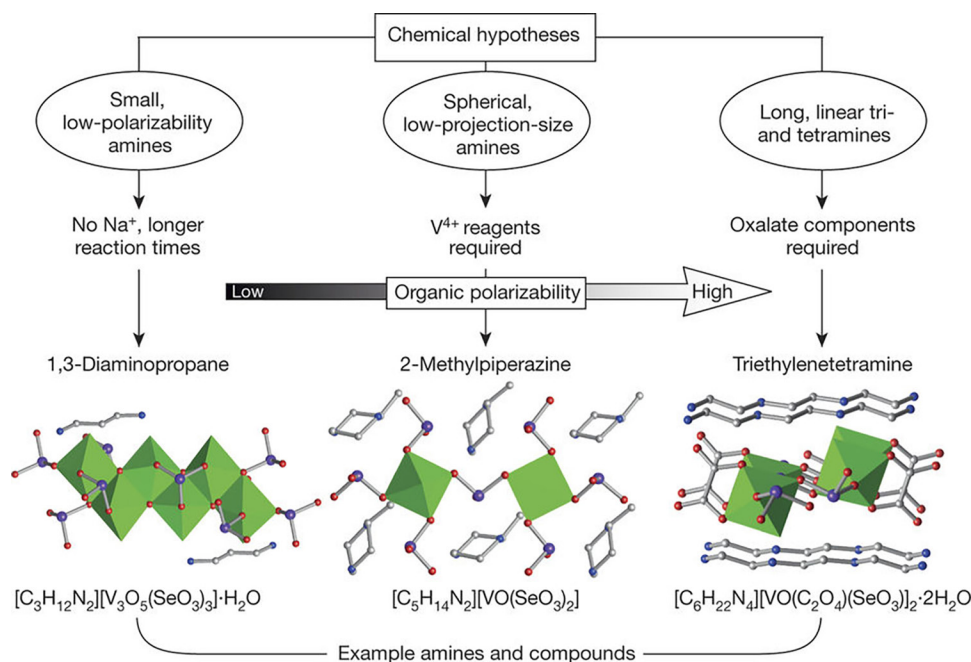 Chemical hypotheses
Small,
low-polarizability
amines
Spherical,
low-projection-size
amines
Long, linear tri-
and tetramines
No Na⁺, longer
reaction times
V⁴⁺ reagents
required
Oxalate components
required
Low
Organic polarizability
High
1,3-Diaminopropane
2-Methylpiperazine
Triethylenetetramine
[C₃H₁₂N₂][V₃O₅(SeO₃)₃]·H₂O
[C₅H₁₄N₂][VO(SeO₃)₂]
[C₆H₂₂N₄][VO(C₂O₄)(SeO₃)]₂·2H₂O
Example amines and compounds